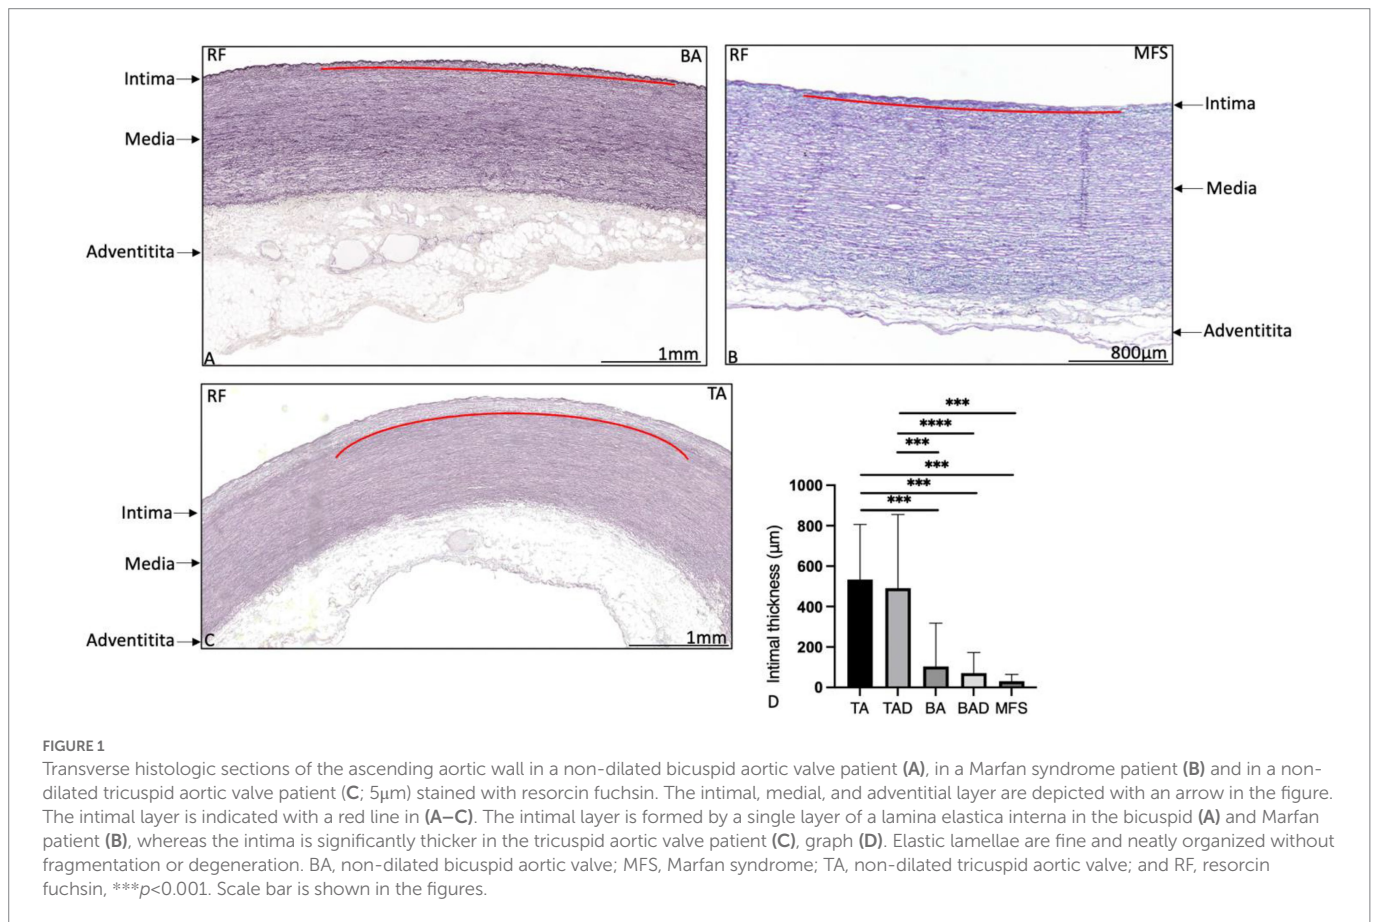 RF
BA
Intima
Media
Adventitita
A
1mm
RF
MFS
Intima
Media
Adventitita
B
800µm
RF
TA
Intima
Media
Adventitita
C
1mm
***
****
***
***
***
***
1000
800
600
400
200
0
Intimal thickness (µm)
D
TA TAD BA BAD MFS
FIGURE 1
Transverse histologic sections of the ascending aortic wall in a non-dilated bicuspid aortic valve patient (A), in a Marfan syndrome patient (B) and in a non-
dilated tricuspid aortic valve patient (C; 5µm) stained with resorcin fuchsin. The intimal, medial, and adventitial layer are depicted with an arrow in the figure.
The intimal layer is indicated with a red line in (A–C). The intimal layer is formed by a single layer of a lamina elastica interna in the bicuspid (A) and Marfan
patient (B), whereas the intima is significantly thicker in the tricuspid aortic valve patient (C), graph (D). Elastic lamellae are fine and neatly organized without
fragmentation or degeneration. BA, non-dilated bicuspid aortic valve; MFS, Marfan syndrome; TA, non-dilated tricuspid aortic valve; and RF, resorcin
fuchsin, ***p<0.001. Scale bar is shown in the figures.